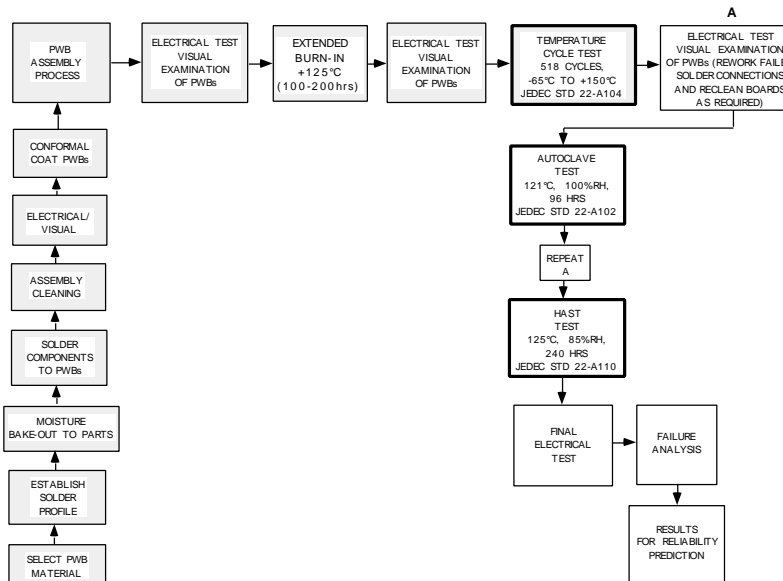 A
PWB
ASSEMBLY
PROCESS
ELECTRICAL TEST
VISUAL
EXAMINATION
OF PWBs
EXTENDED
BURN-IN
+125°C
(100-200hrs)
ELECTRICAL TEST
VISUAL
EXAMINATION
OF PWBs
TEMPERATURE
CYCLE TEST
518 CYCLES,
-65°C TO +150°C
JEDEC STD 22-A104
ELECTRICAL TEST
VISUAL EXAMINATION
OF PWBs (REWORK FAILE
SOLDER CONNECTIONS
AND RECLEAN BOARDS
AS REQUIRED)
CONFORMAL
COAT PWBs
ELECTRICAL/
VISUAL
ASSEMBLY
CLEANING
SOLDER
COMPONENTS
TO PWBs
MOISTURE
BAKE-OUT TO PARTS
ESTABLISH
SOLDER
PROFILE
SELECT PWB
MATERIAL
AUTOCLAVE
TEST
121°C, 100%RH,
96 HRS
JEDEC STD 22-A102
REPEAT
A
HAST
TEST
125°C, 85%RH,
240 HRS
JEDEC STD 22-A110
FINAL
ELECTRICAL
TEST
FAILURE
ANALYSIS
RESULTS
FOR RELIABILITY
PREDICTION